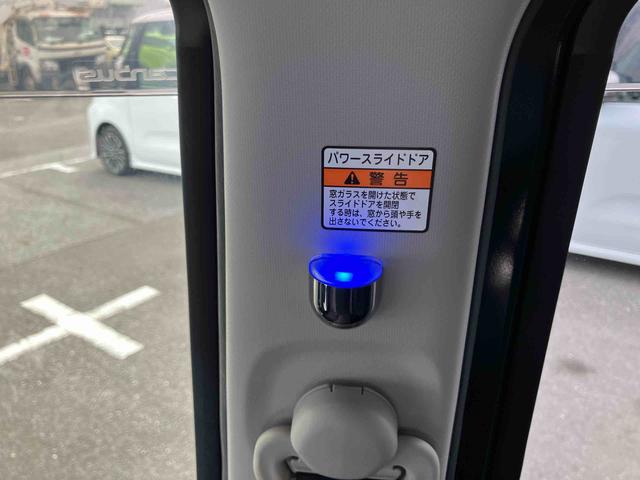 パワースライドドア
警告
窓ガラスを開けた状態で
スライドドアを開閉
する時は、窓から頭や手を
出さないでください。